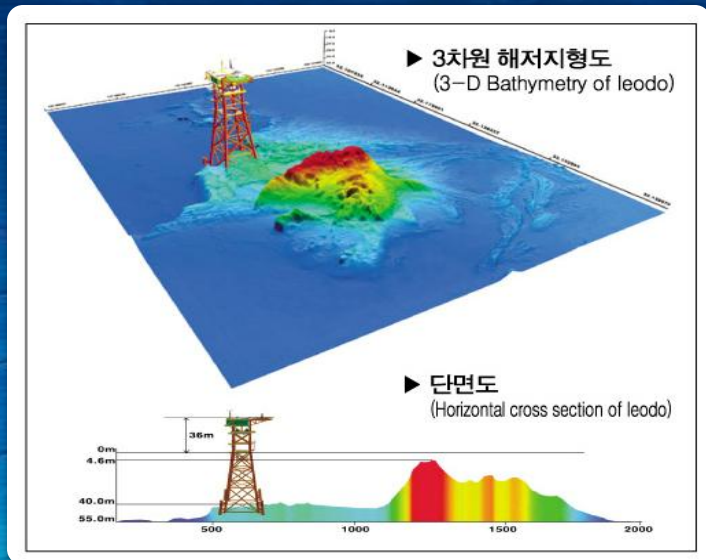 ▶ 3차원 해저지형도
(3-D Bathymetry of Ieodo)
▶ 단면도
(Horizontal cross section of Ieodo)
36m
0m
4.6m
40.0m
55.0m
500
1000
1500
2000